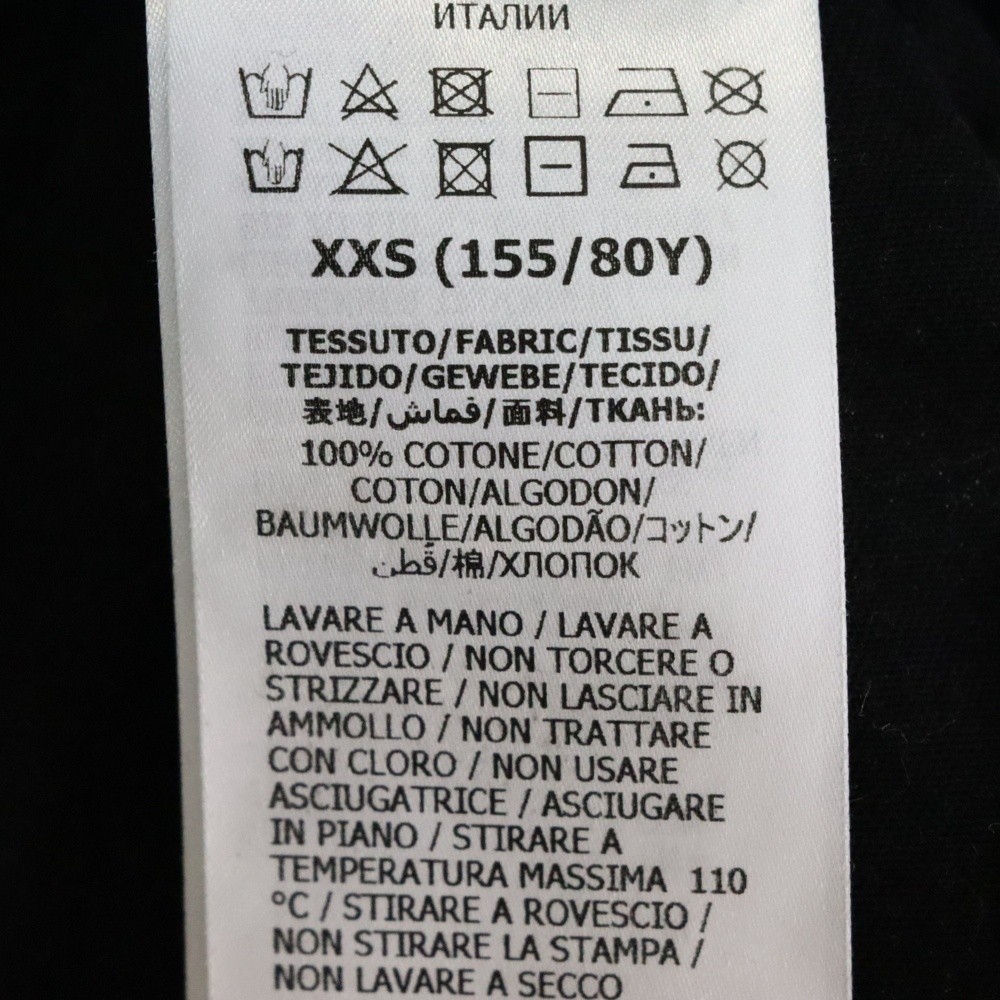 ИТАЛИИ
XXS (155/80Y)
TESSUTO/FABRIC/TISSU/
TEJIDO/GEWEBE/TECIDO/
表地/قماش/面料/ТКАНЬ:
100% COTONE/COTTON/
COTON/ALGODON/
BAUMWOLLE/ALGODÃO/コットン/
قطن/棉/ХЛОПОК
LAVARE A MANO / LAVARE A
ROVESCIO / NON TORCERE O
STRIZZARE / NON LASCIARE IN
AMMOLLO / NON TRATTARE
CON CLORO / NON USARE
ASCIUGATRICE / ASCIUGARE
IN PIANO / STIRARE A
TEMPERATURA MASSIMA 110
°C / STIRARE A ROVESCIO /
NON STIRARE LA STAMPA /
NON LAVARE A SECCO